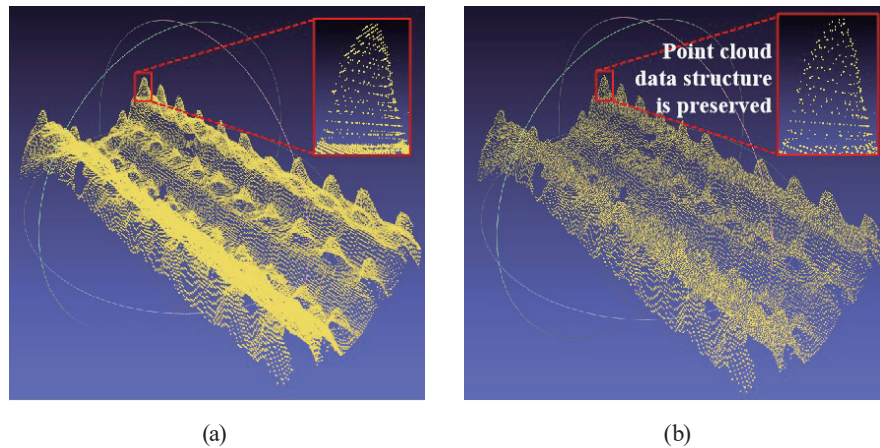 Point cloud
data structure
is preserved
(a)
(b)